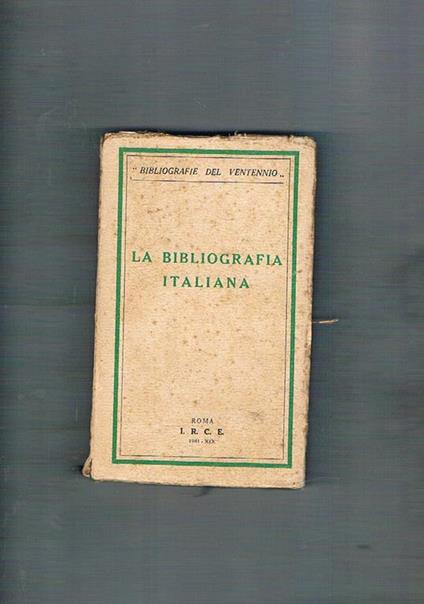 " BIBLIOGRAFIE DEL VENTENNIO „
LA BIBLIOGRAFIA
ITALIANA
ROMA
I. R. C. E.
1941 - XIX